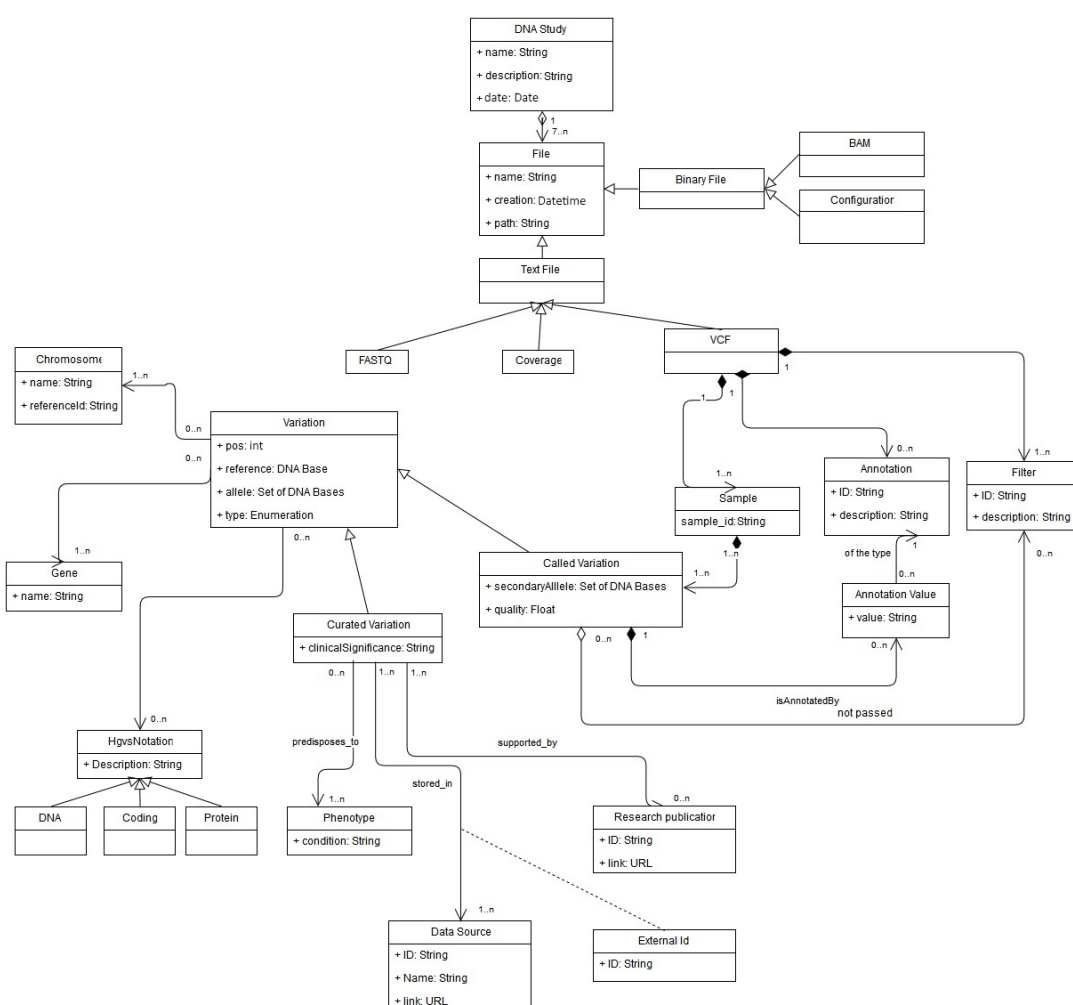 DNA Study
+ name: String
+ description: String
+ date: Date
1
7..n
File
+ name: String
+ creation: Datetime
+ path: String
Binary File
BAM
Configuratior
Text File
FASTQ
Coverage
VCF
1
1
1
Chromosome
+ name: String
+ referenceId: String
1..n
0..n
0..n
Variation
+ pos: int
+ reference: DNA Base
+ allele: Set of DNA Bases
+ type: Enumeration
0..n
1..n
Gene
+ name: String
1..n
Sample
sample_id:String
1..n
1..n
0..n
Annotation
+ ID: String
+ description: String
1..n
Filter
+ ID: String
+ description: String
0..n
of the type
1
0..n
Annotation Value
+ value: String
0..n
Called Variation
+ secondaryAlllele: Set of DNA Bases
+ quality: Float
0..n
1
isAnnotatedBy
not passed
Curated Variation
+ clinicalSignificance: String
0..n
1..n
1..n
0..n
HgvsNotation
+ Description: String
DNA
Coding
Protein
predisposes_to
1..n
Phenotype
+ condition: String
stored_in
supported_by
0..n
Research publicatior
+ ID: String
+ link: URL
1..n
Data Source
+ ID: String
+ Name: String
+ link: URL
External Id
+ ID: String